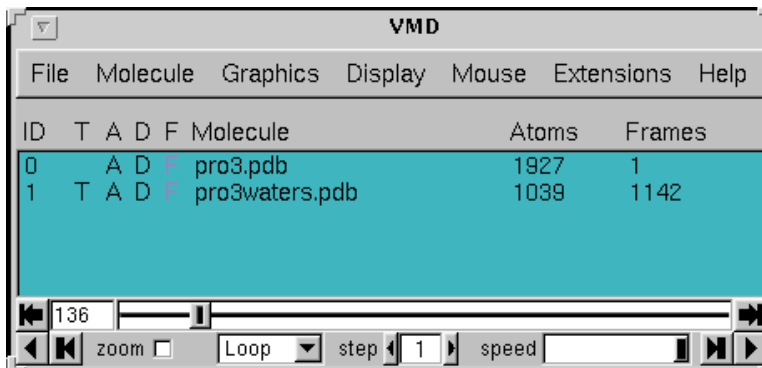 VMD
File Molecule Graphics Display Mouse Extensions Help
ID T A D F Molecule Atoms Frames
0 A D F pro3.pdb 1927 1
1 T A D F pro3waters.pdb 1039 1142
136
zoom Loop step 1 speed